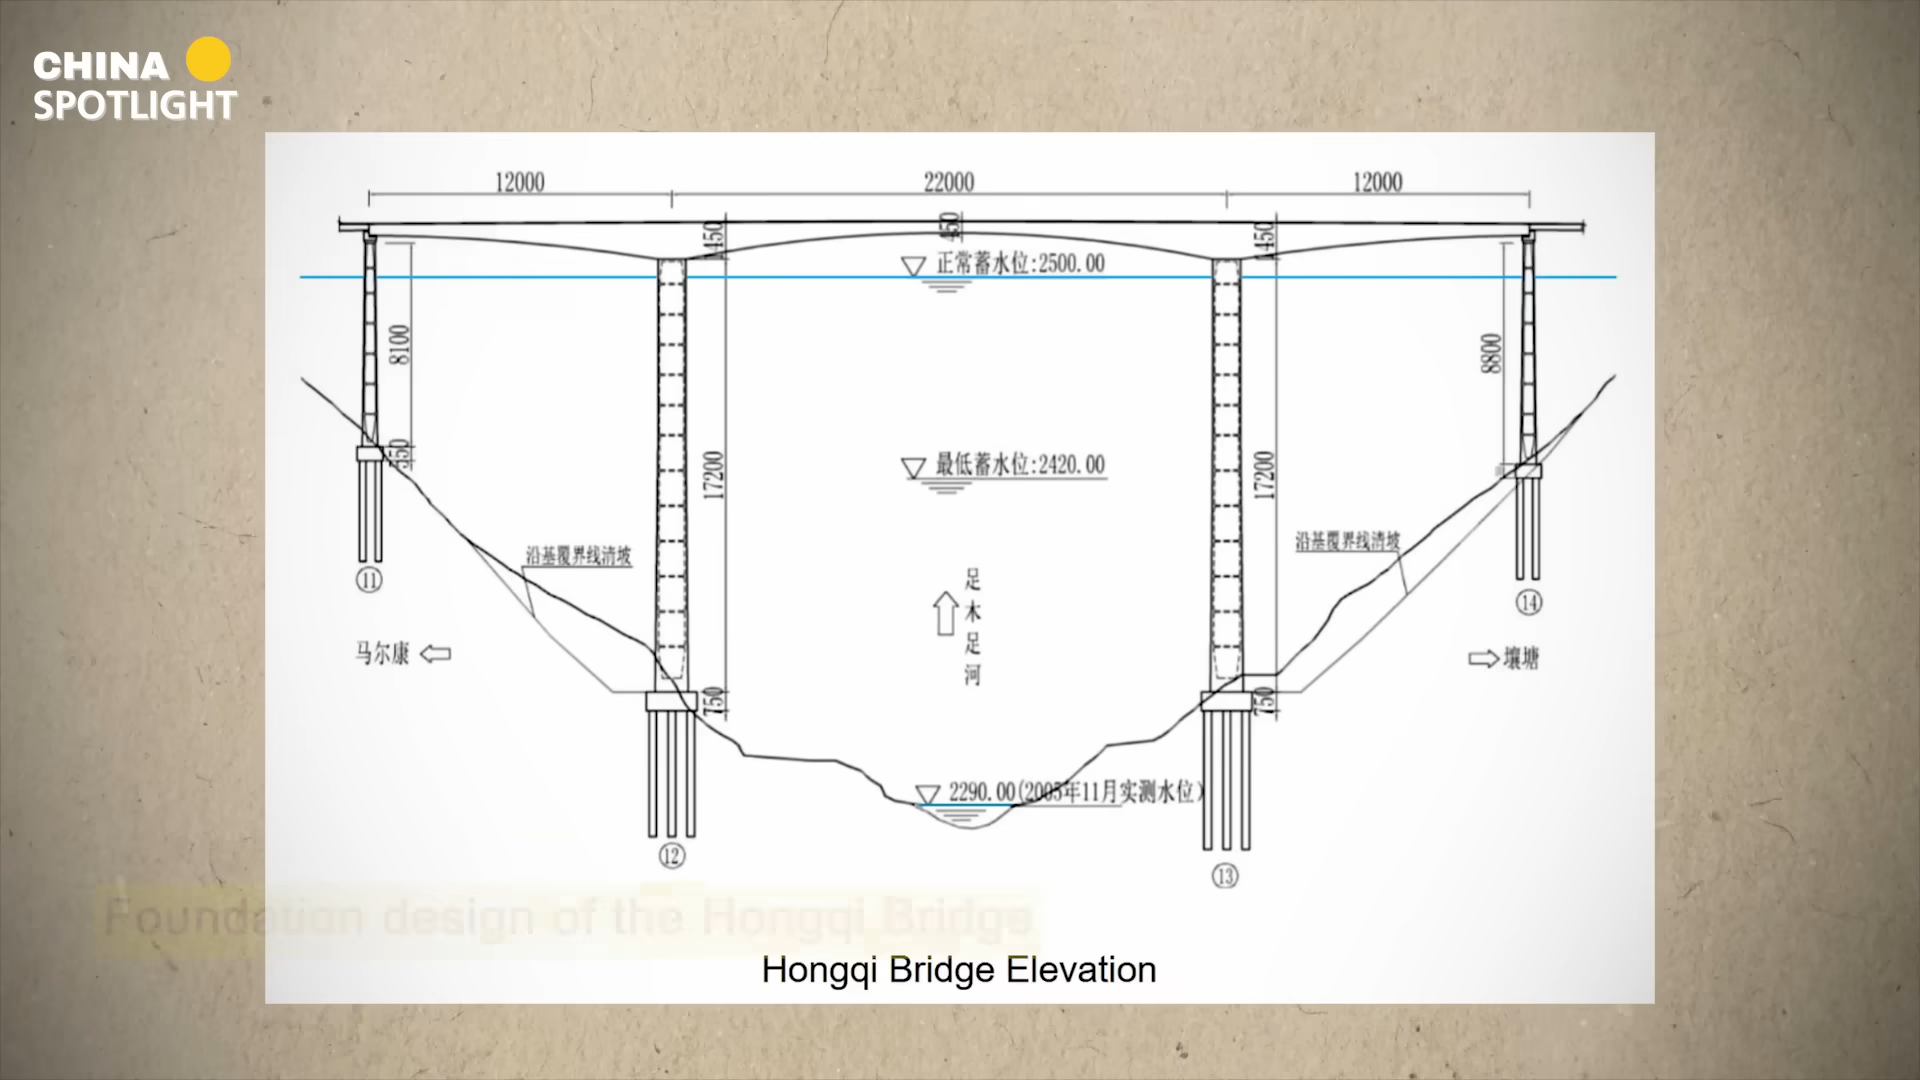 CHINA
SPOTLIGHT
12000
22000
12000
450
正常蓄水位:2500.00
8100
8800
最低蓄水位:2420.00
17200
17200
沿基覆界线清坡
沿基覆界线清坡
足木足河
⑪
⑭
马尔康
壤塘
750
750
2290.00(2005年11月实测水位)
⑫
⑬
Foundation design of the Hongqi Bridge
Hongqi Bridge Elevation